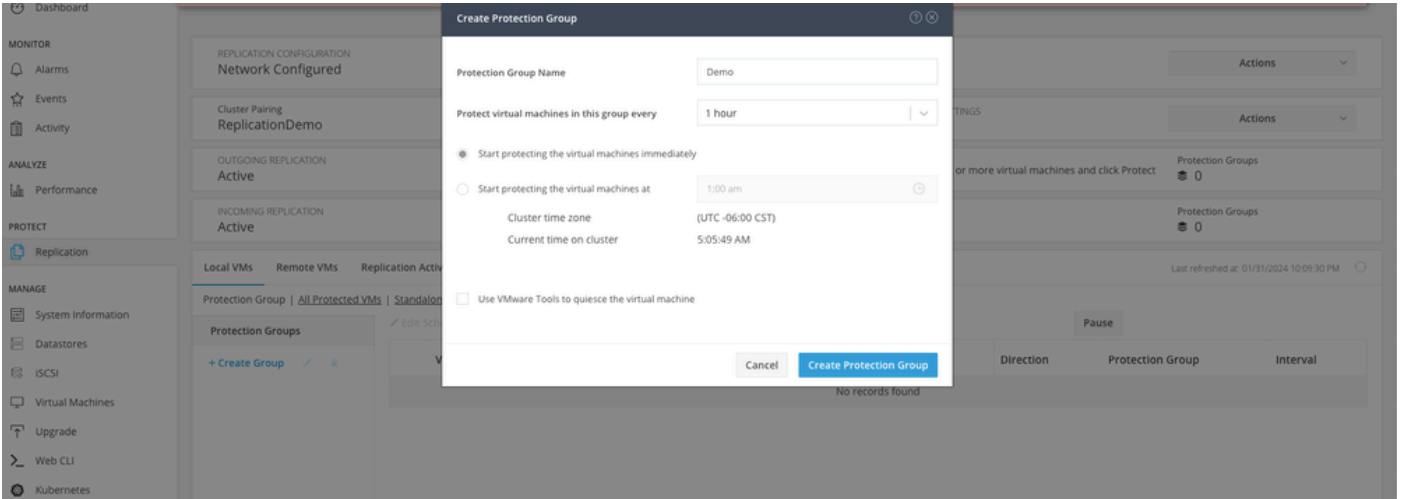 Dashboard
MONITOR
Alarms
Events
Activity
ANALYZE
Performance
PROTECT
Replication
MANAGE
System Information
Datastores
iSCSI
Virtual Machines
Upgrade
Web CLI
Kubernetes
REPLICATION CONFIGURATION
Network Configured
Actions
Cluster Pairing
ReplicationDemo
TINGS
Actions
OUTGOING REPLICATION
Active
or more virtual machines and click Protect
Protection Groups
0
INCOMING REPLICATION
Active
Protection Groups
0
Local VMs Remote VMs Replication Activ
Last refreshed at: 01/31/2024 10:09:30 PM
Protection Group | All Protected VMs | Standalon
Protection Groups
+ Create Group
Edit Sch
Pause
V Direction Protection Group Interval
No records found
Create Protection Group
Protection Group Name Demo
Protect virtual machines in this group every 1 hour
Start protecting the virtual machines immediately
Start protecting the virtual machines at 1:00 am
Cluster time zone (UTC -06:00 CST)
Current time on cluster 5:05:49 AM
Use VMware Tools to quiesce the virtual machine
Cancel Create Protection Group